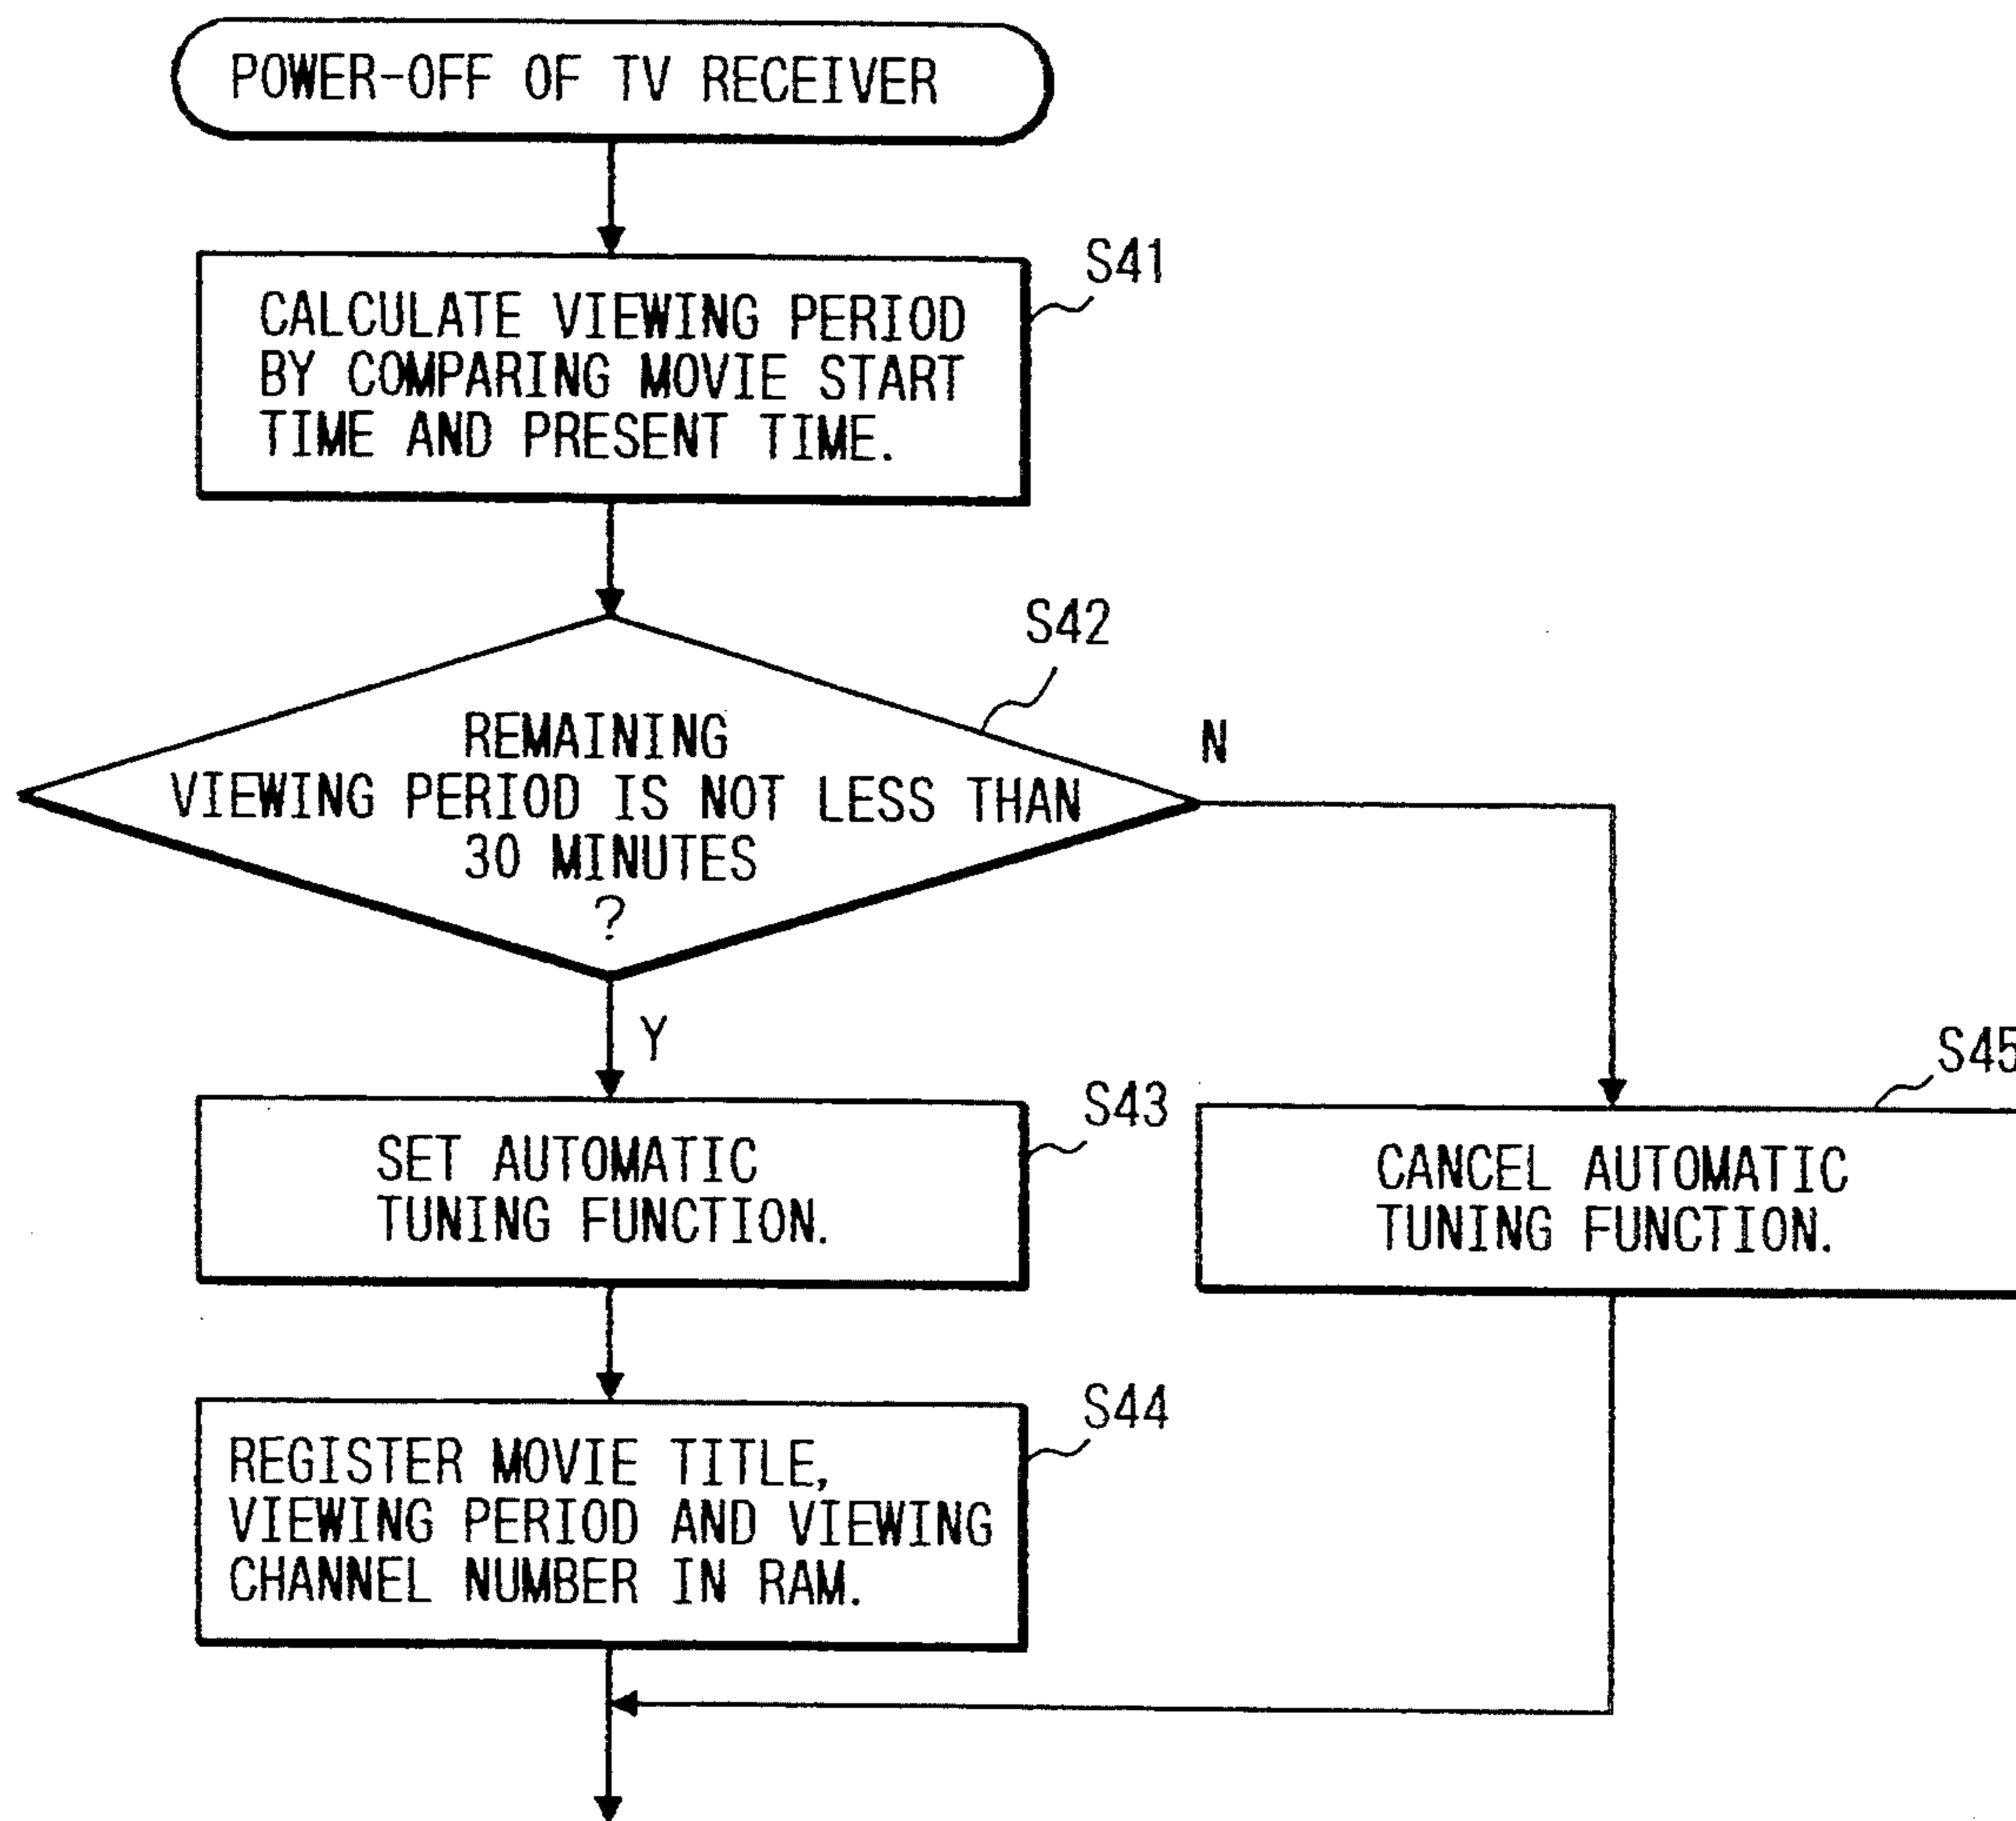 POWER-OFF OF TV RECEIVER
S41
CALCULATE VIEWING PERIOD
BY COMPARING MOVIE START
TIME AND PRESENT TIME.
S42
REMAINING
VIEWING PERIOD IS NOT LESS THAN
30 MINUTES
?
N
Y
S43
SET AUTOMATIC
TUNING FUNCTION.
S45
CANCEL AUTOMATIC
TUNING FUNCTION.
S44
REGISTER MOVIE TITLE,
VIEWING PERIOD AND VIEWING
CHANNEL NUMBER IN RAM.